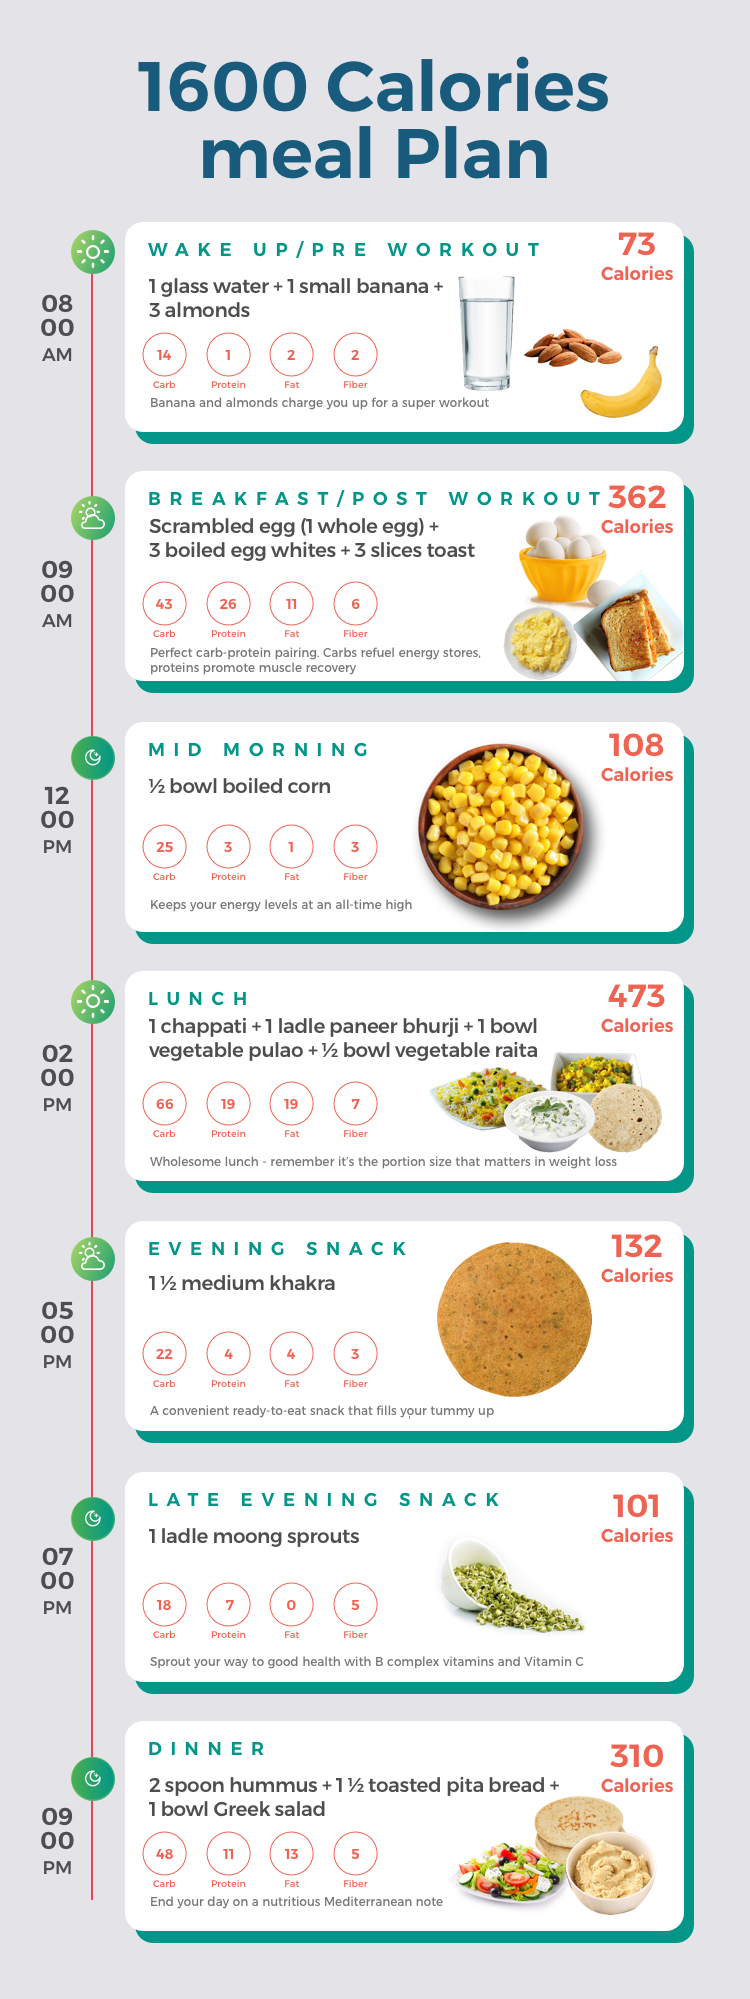 1600 Calories
meal Plan
08
00
AM
WAKE UP/PRE WORKOUT
73
Calories
1 glass water + 1 small banana +
3 almonds
14 1 2 2
Carb Protein Fat Fiber
Banana and almonds charge you up for a super workout
09
00
AM
BREAKFAST/POST WORKOUT
362
Calories
Scrambled egg (1 whole egg) +
3 boiled egg whites + 3 slices toast
43 26 11 6
Carb Protein Fat Fiber
Perfect carb-protein pairing. Carbs refuel energy stores,
proteins promote muscle recovery
12
00
PM
MID MORNING
108
Calories
½ bowl boiled corn
25 3 1 3
Carb Protein Fat Fiber
Keeps your energy levels at an all-time high
02
00
PM
LUNCH
473
Calories
1 chappati + 1 ladle paneer bhurji + 1 bowl
vegetable pulao + ½ bowl vegetable raita
66 19 19 7
Carb Protein Fat Fiber
Wholesome lunch - remember it's the portion size that matters in weight loss
05
00
PM
EVENING SNACK
132
Calories
1 ½ medium khakra
22 4 4 3
Carb Protein Fat Fiber
A convenient ready-to-eat snack that fills your tummy up
07
00
PM
LATE EVENING SNACK
101
Calories
1 ladle moong sprouts
18 7 0 5
Carb Protein Fat Fiber
Sprout your way to good health with B complex vitamins and Vitamin C
09
00
PM
DINNER
310
Calories
2 spoon hummus + 1 ½ toasted pita bread +
1 bowl Greek salad
48 11 13 5
Carb Protein Fat Fiber
End your day on a nutritious Mediterranean note